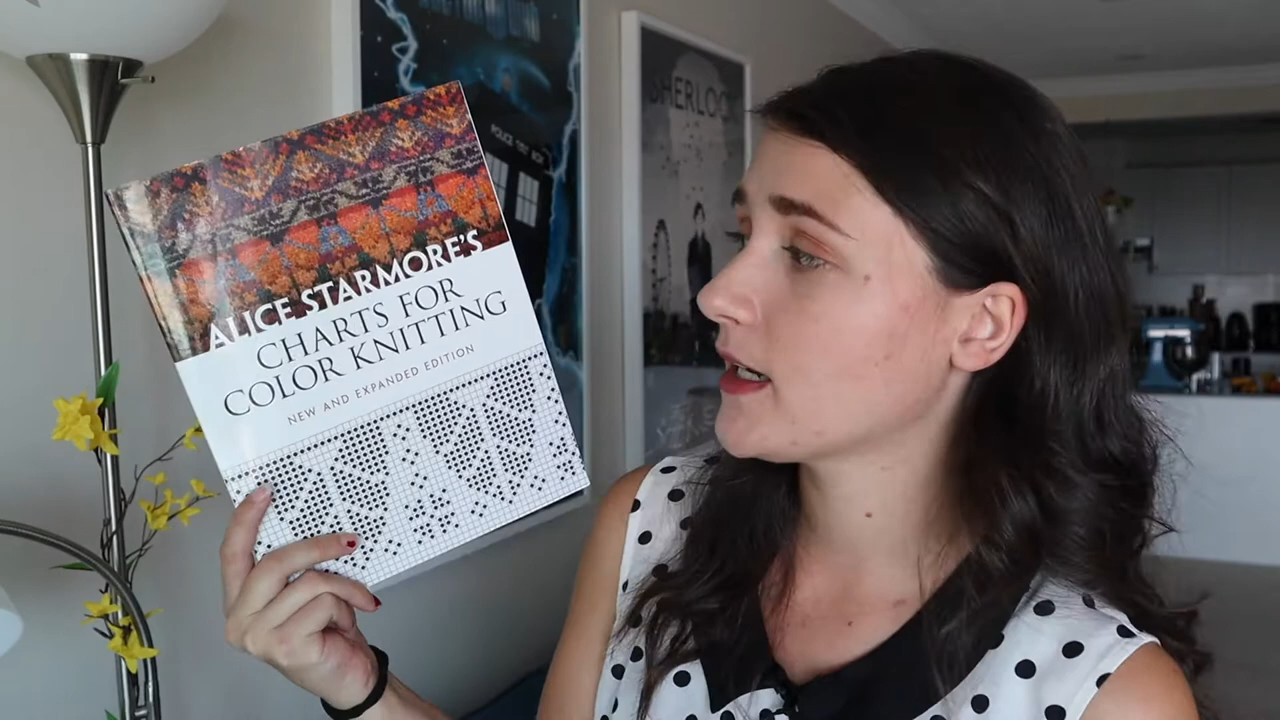 ALICE STARMORE'S
CHARTS FOR
COLOR KNITTING
NEW AND EXPANDED EDITION
POLICE BOX
SHERLOCK